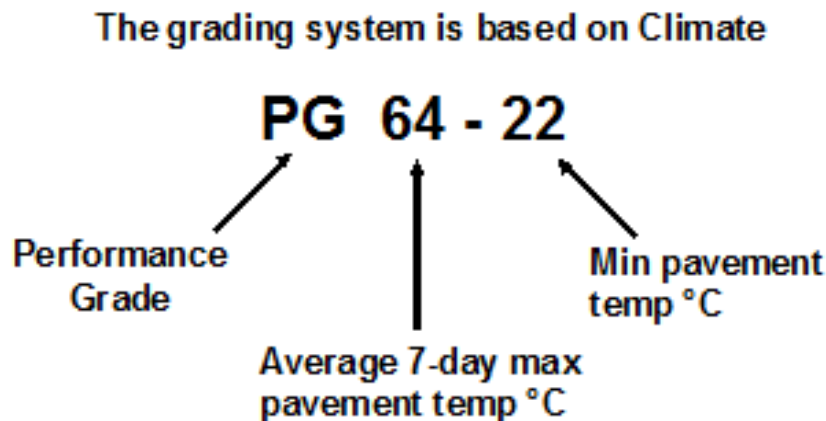 The grading system is based on Climate
PG 64 - 22
Performance
Grade
Min pavement
temp °C
Average 7-day max
pavement temp °C